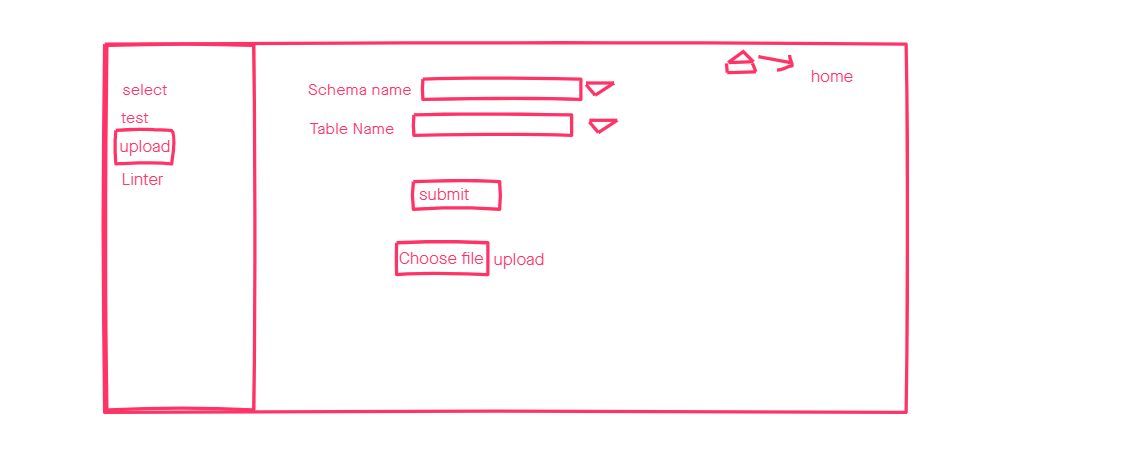 select
test
upload
Linter
Schema name
Table Name
submit
Choose file upload
home